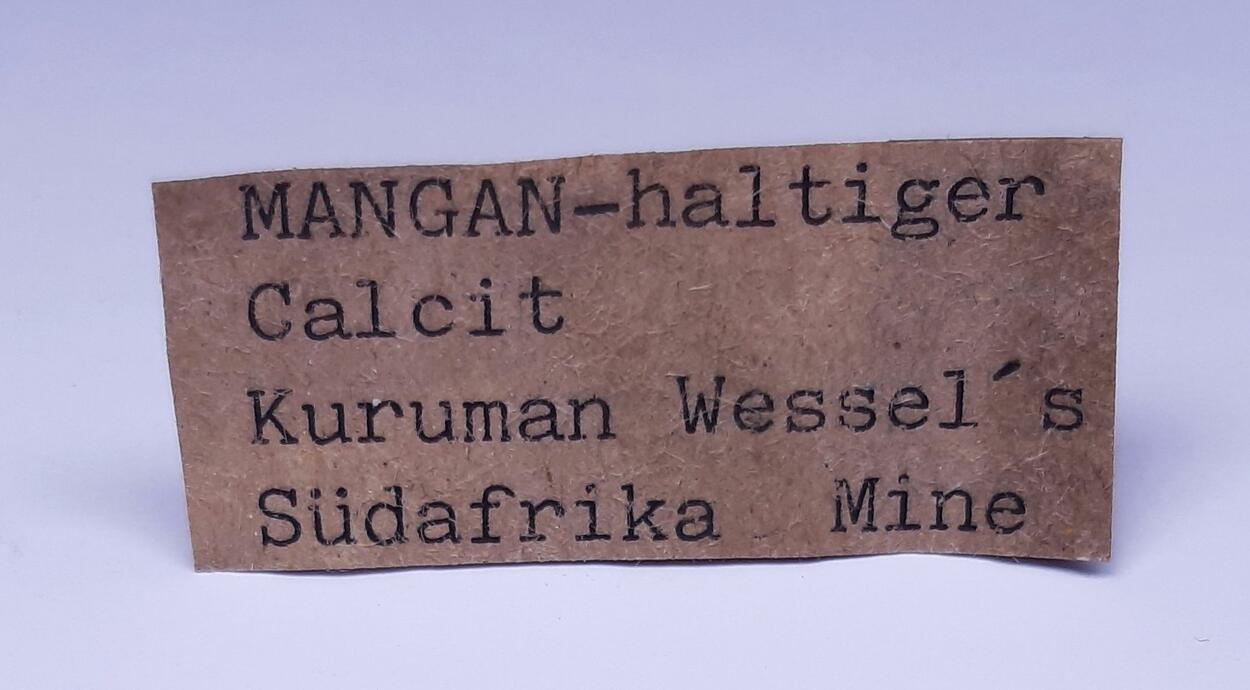 MANGAN-haltiger
Calcit
Kuruman Wessel´s
Südafrika Mine